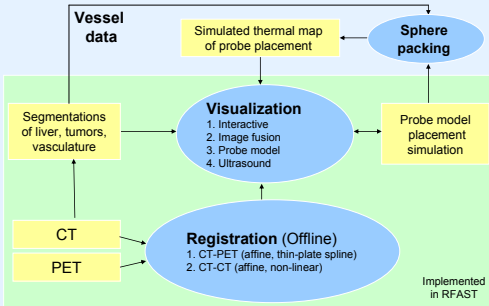 Vessel
data
Simulated thermal map
of probe placement
Sphere
packing
Segmentations
of liver, tumors,
vasculature
Visualization
1. Interactive
2. Image fusion
3. Probe model
4. Ultrasound
Probe model
placement
simulation
CT
PET
Registration (Offline)
1. CT-PET (affine, thin-plate spline)
2. CT-CT (affine, non-linear)
Implemented
in RFAST